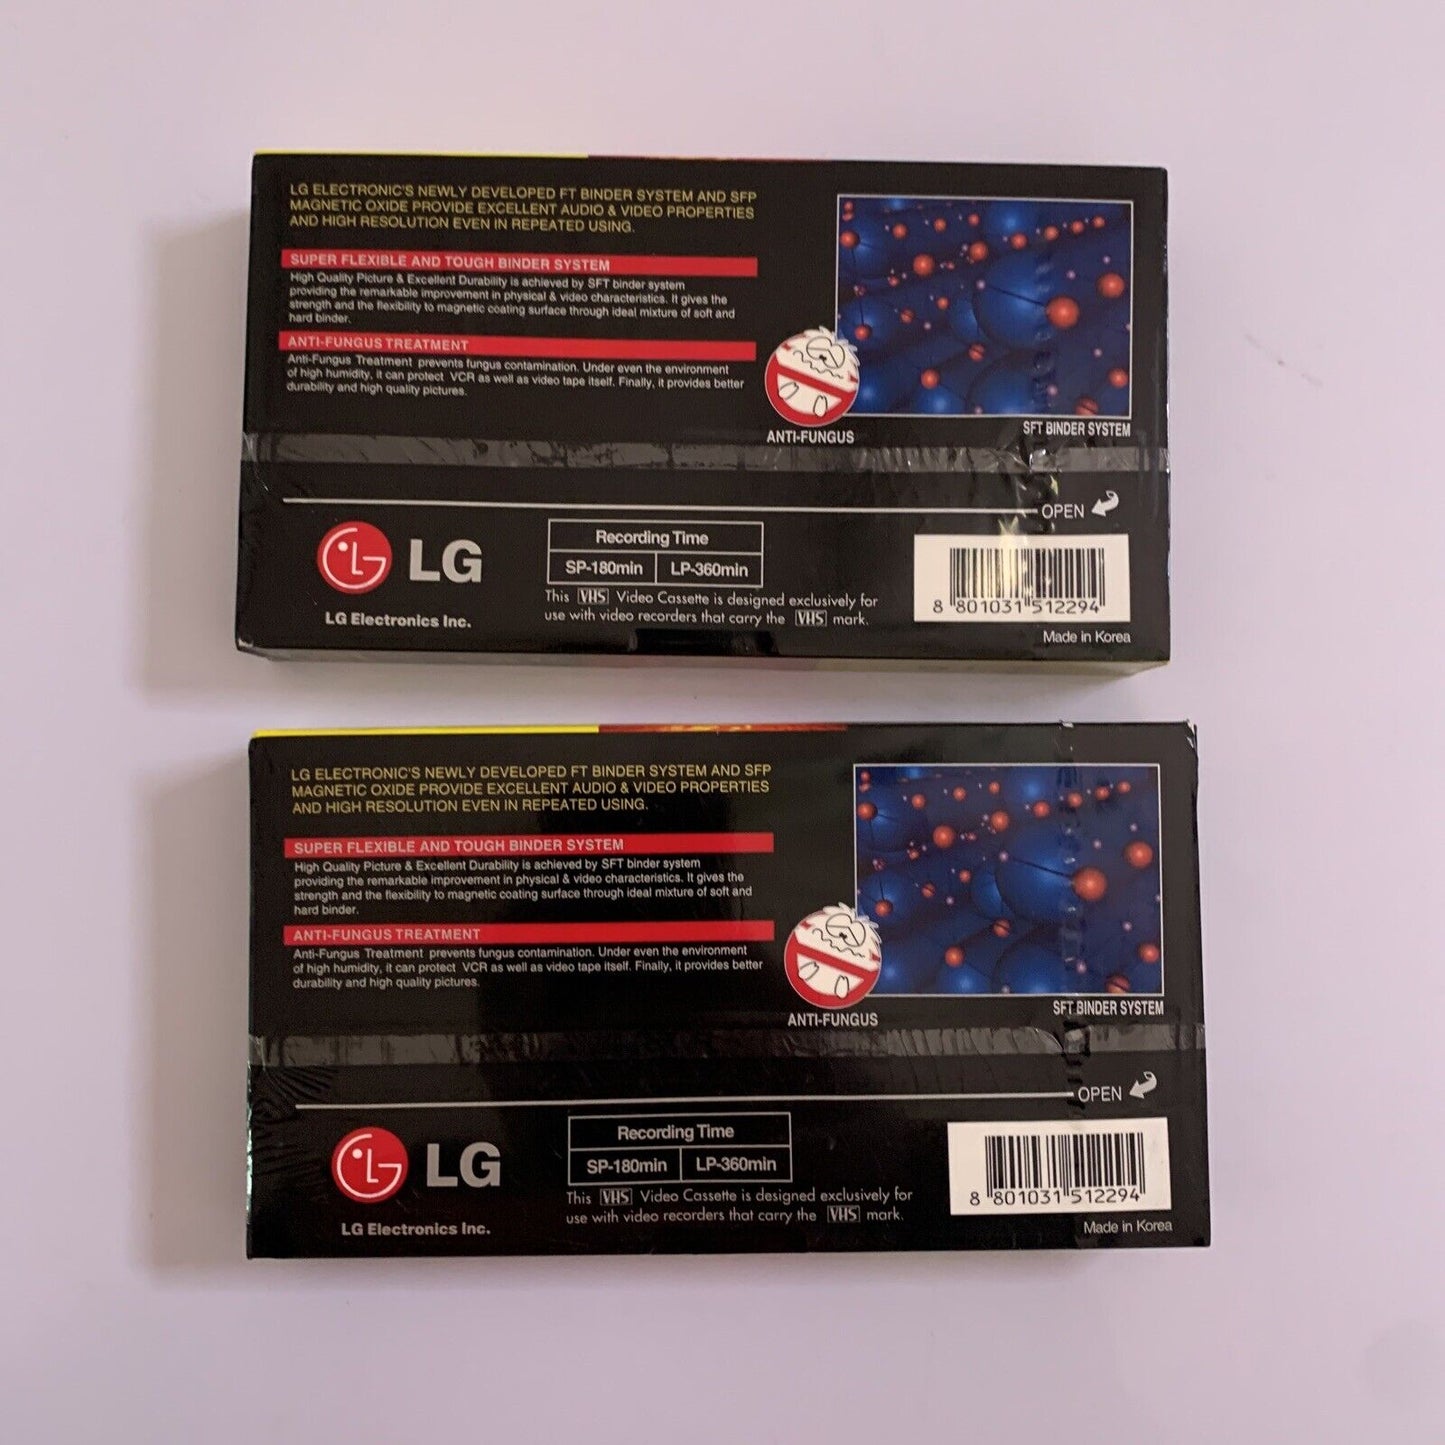 LG ELECTRONIC'S NEWLY DEVELOPED FT BINDER SYSTEM AND SFP
MAGNETIC OXIDE PROVIDE EXCELLENT AUDIO & VIDEO PROPERTIES
AND HIGH RESOLUTION EVEN IN REPEATED USING.
SUPER FLEXIBLE AND TOUGH BINDER SYSTEM
High Quality Picture & Excellent Durability is achieved by SFT binder system
providing the remarkable improvement in physical & video characteristics. It gives the
strength and the flexibility to magnetic coating surface through ideal mixture of soft and
hard binder.
ANTI-FUNGUS TREATMENT
Anti-Fungus Treatment prevents fungus contamination. Under even the environment
of high humidity, it can protect VCR as well as video tape itself. Finally, it provides better
durability and high quality pictures.
ANTI-FUNGUS
SFT BINDER SYSTEM
OPEN
LG
LG Electronics Inc.
Recording Time
SP-180min LP-360min
This VHS Video Cassette is designed exclusively for
use with video recorders that carry the VHS mark.
8 801031 512294
Made in Korea
LG ELECTRONIC'S NEWLY DEVELOPED FT BINDER SYSTEM AND SFP
MAGNETIC OXIDE PROVIDE EXCELLENT AUDIO & VIDEO PROPERTIES
AND HIGH RESOLUTION EVEN IN REPEATED USING.
SUPER FLEXIBLE AND TOUGH BINDER SYSTEM
High Quality Picture & Excellent Durability is achieved by SFT binder system
providing the remarkable improvement in physical & video characteristics. It gives the
strength and the flexibility to magnetic coating surface through ideal mixture of soft and
hard binder.
ANTI-FUNGUS TREATMENT
Anti-Fungus Treatment prevents fungus contamination. Under even the environment
of high humidity, it can protect VCR as well as video tape itself. Finally, it provides better
durability and high quality pictures.
ANTI-FUNGUS
SFT BINDER SYSTEM
OPEN
LG
LG Electronics Inc.
Recording Time
SP-180min LP-360min
This VHS Video Cassette is designed exclusively for
use with video recorders that carry the VHS mark.
8 801031 512294
Made in Korea